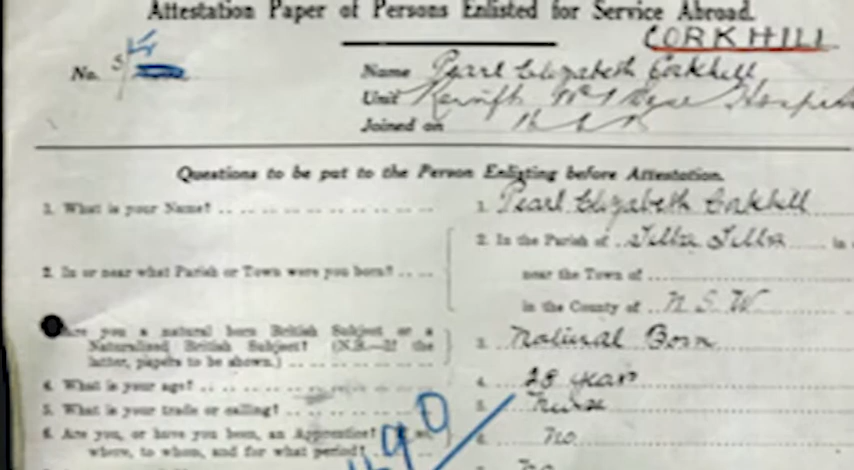 Attestation Paper of Persons Enlisted for Service Abroad.
CORKHILL
No.
Name Pearl Elizabeth Corkhill
Unit
Joined on
Questions to be put to the Person Enlisting before Attestation.
1. What is your Name? 1. Pearl Elizabeth Corkhill
2. In or near what Parish or Town were you born? 2. In the Parish of Tilba Tilba in
near the Town of
in the County of N S W
Are you a natural born British Subject or a Naturalized British Subject? (N.B.—If the latter, papers to be shown.) 3. Natural Born
4. What is your age? 4. 28 years
5. What is your trade or calling? 5. Nurse
6. Are you, or have you been, an Apprentice? If so, where, to whom, and for what period? 6. No
No